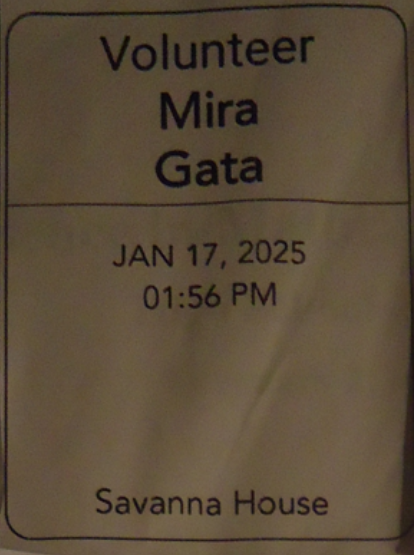 Volunteer
Mira
Gata
JAN 17, 2025
01:56 PM
Savanna House